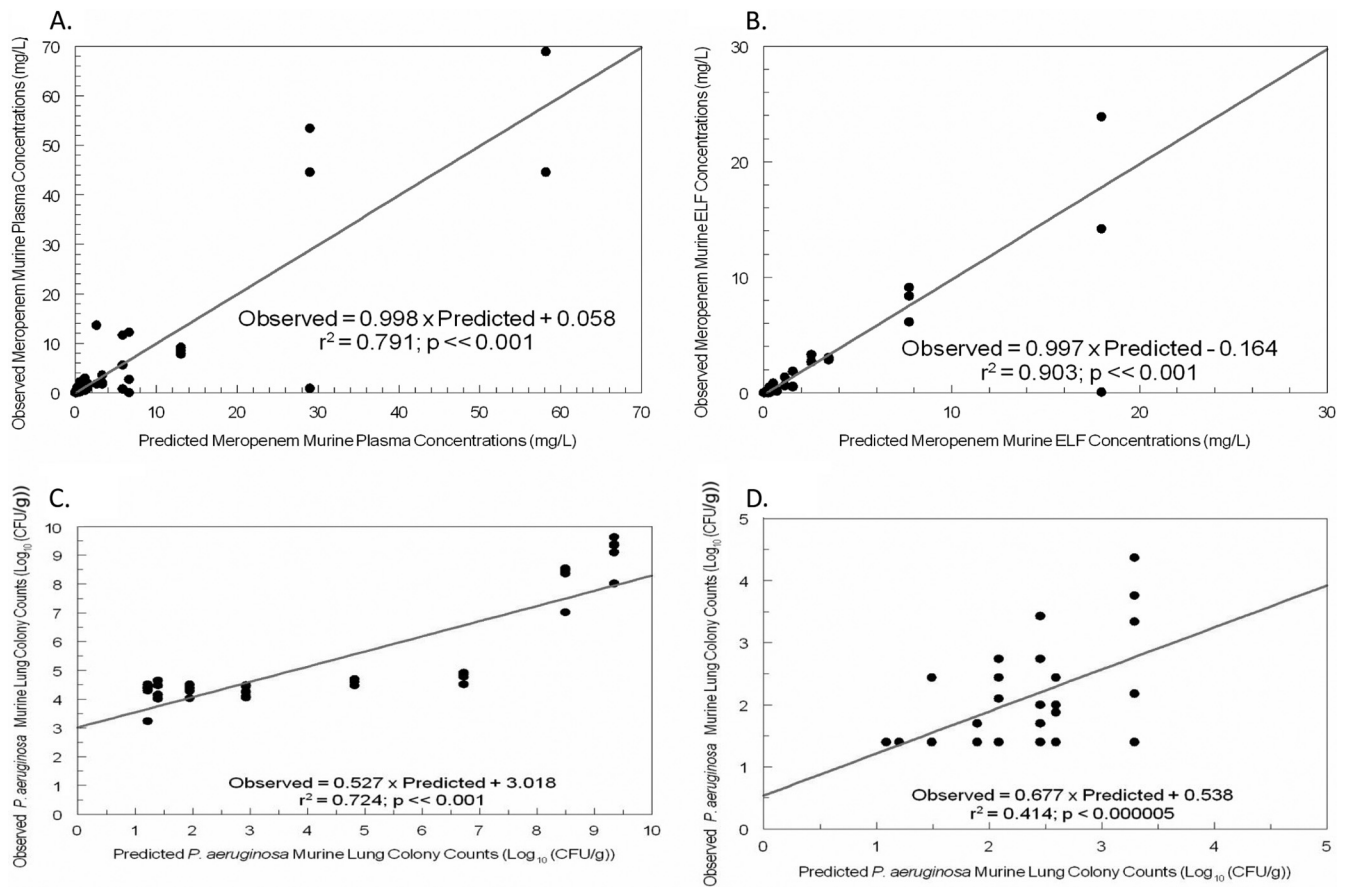 A.
Observed Meropenem Murine Plasma Concentrations (mg/L)
70
60
50
40
30
20
10
0
Observed = 0.998 x Predicted + 0.058
r² = 0.791; p << 0.001
0 10 20 30 40 50 60 70
Predicted Meropenem Murine Plasma Concentrations (mg/L)
B.
Observed Meropenem Murine ELF Concentrations (mg/L)
30
20
10
0
Observed = 0.997 x Predicted - 0.164
r² = 0.903; p << 0.001
0 10 20 30
Predicted Meropenem Murine ELF Concentrations (mg/L)
C.
Observed P. aeruginosa Murine Lung Colony Counts (Log₁₀ (CFU/g))
10
9
8
7
6
5
4
3
2
1
0
Observed = 0.527 x Predicted + 3.018
r² = 0.724; p << 0.001
0 1 2 3 4 5 6 7 8 9 10
Predicted P. aeruginosa Murine Lung Colony Counts (Log₁₀ (CFU/g))
D.
Observed P. aeruginosa Murine Lung Colony Counts (Log₁₀ (CFU/g))
5
4
3
2
1
0
Observed = 0.677 x Predicted + 0.538
r² = 0.414; p < 0.000005
0 1 2 3 4 5
Predicted P. aeruginosa Murine Lung Colony Counts (Log₁₀ (CFU/g))